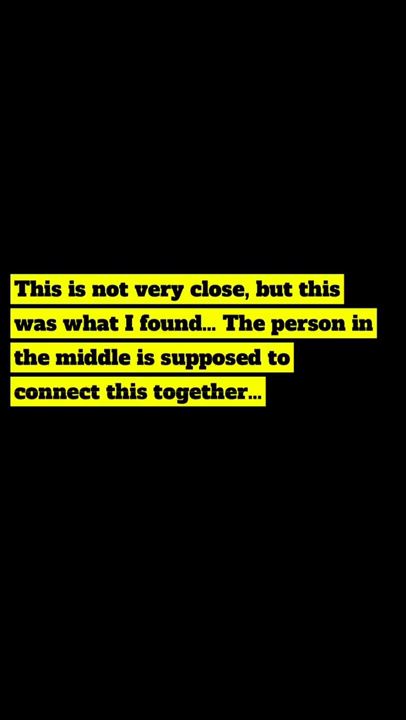 This is not very close, but this
was what I found... The person in
the middle is supposed to
connect this together...